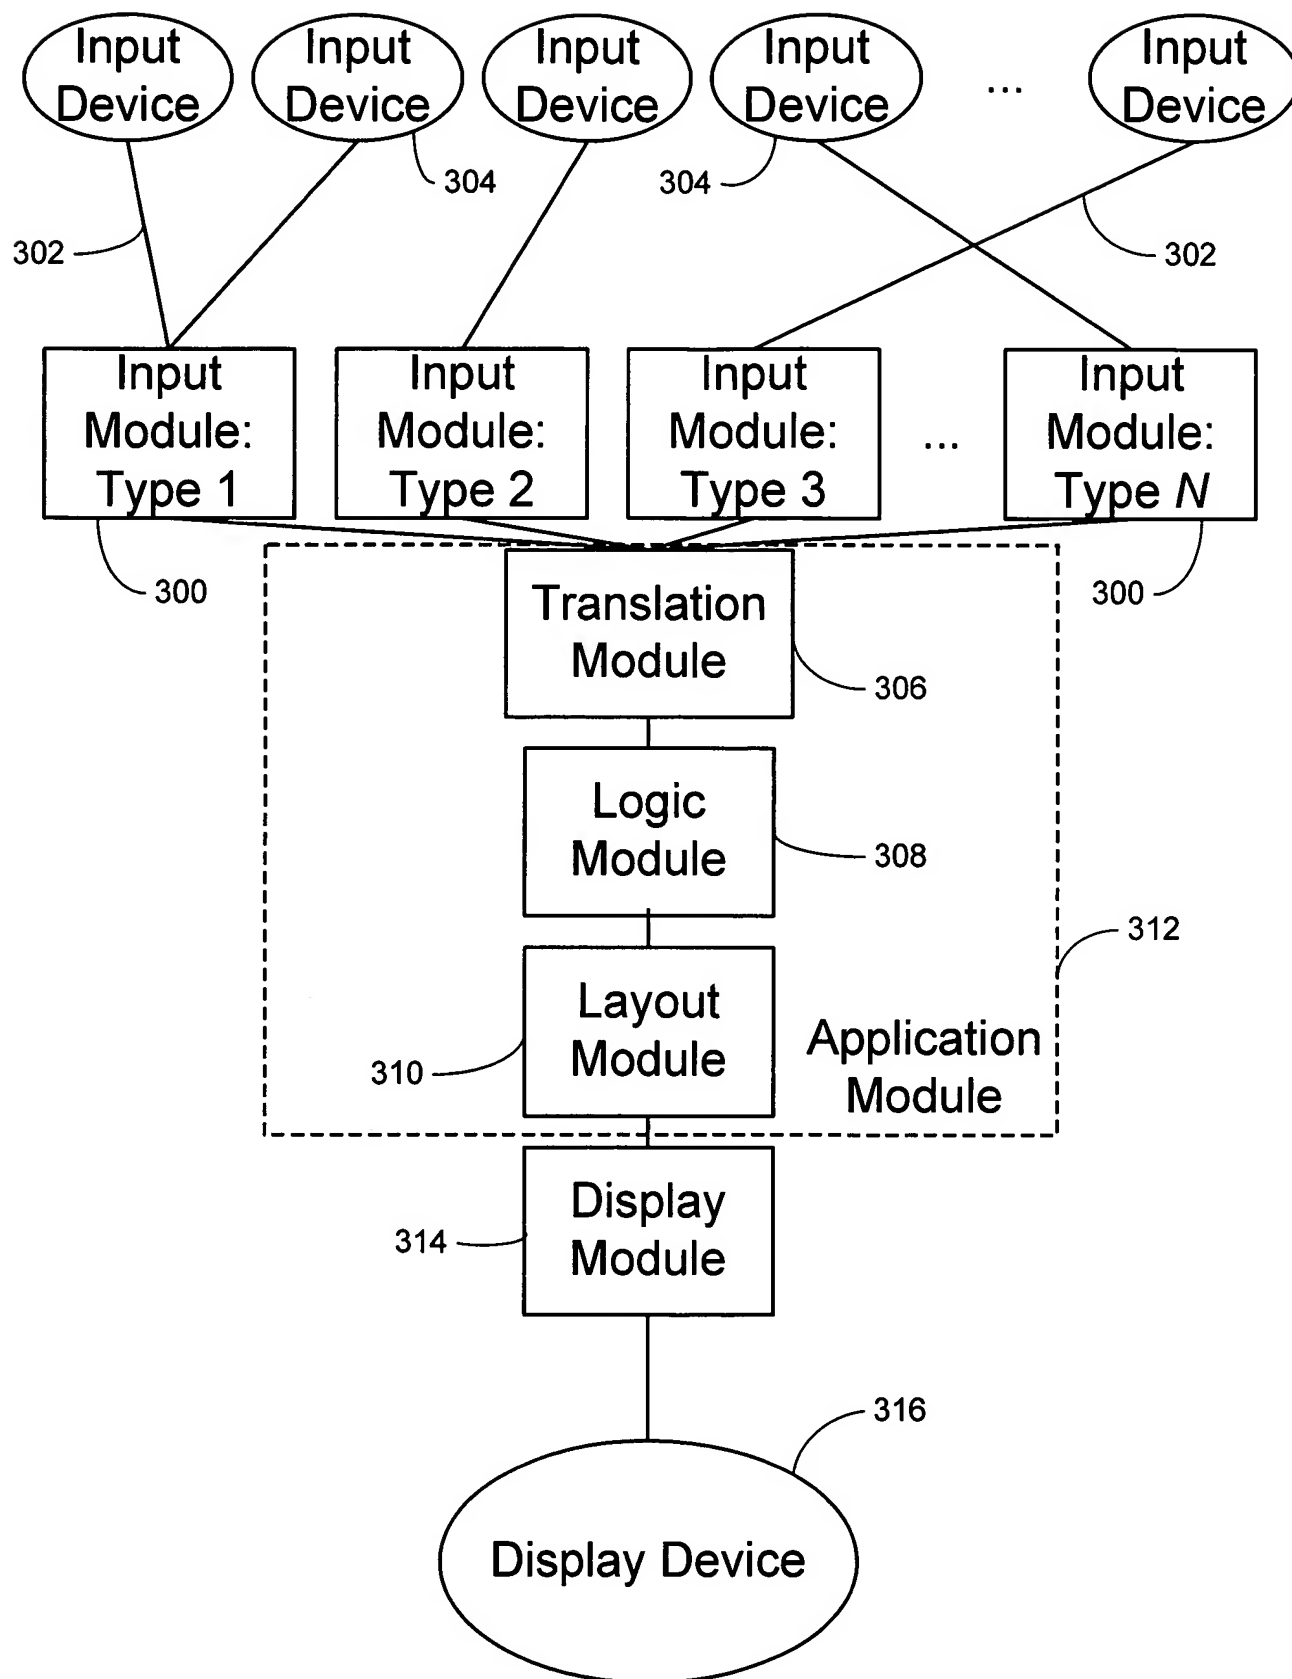 Input
Device
Input
Device
Input
Device
Input
Device
...
Input
Device
304
304
302
302
Input
Module:
Type 1
Input
Module:
Type 2
Input
Module:
Type 3
...
Input
Module:
Type N
300
300
Translation
Module
306
Logic
Module
308
312
Layout
Module
310
Application
Module
Display
Module
314
316
Display Device